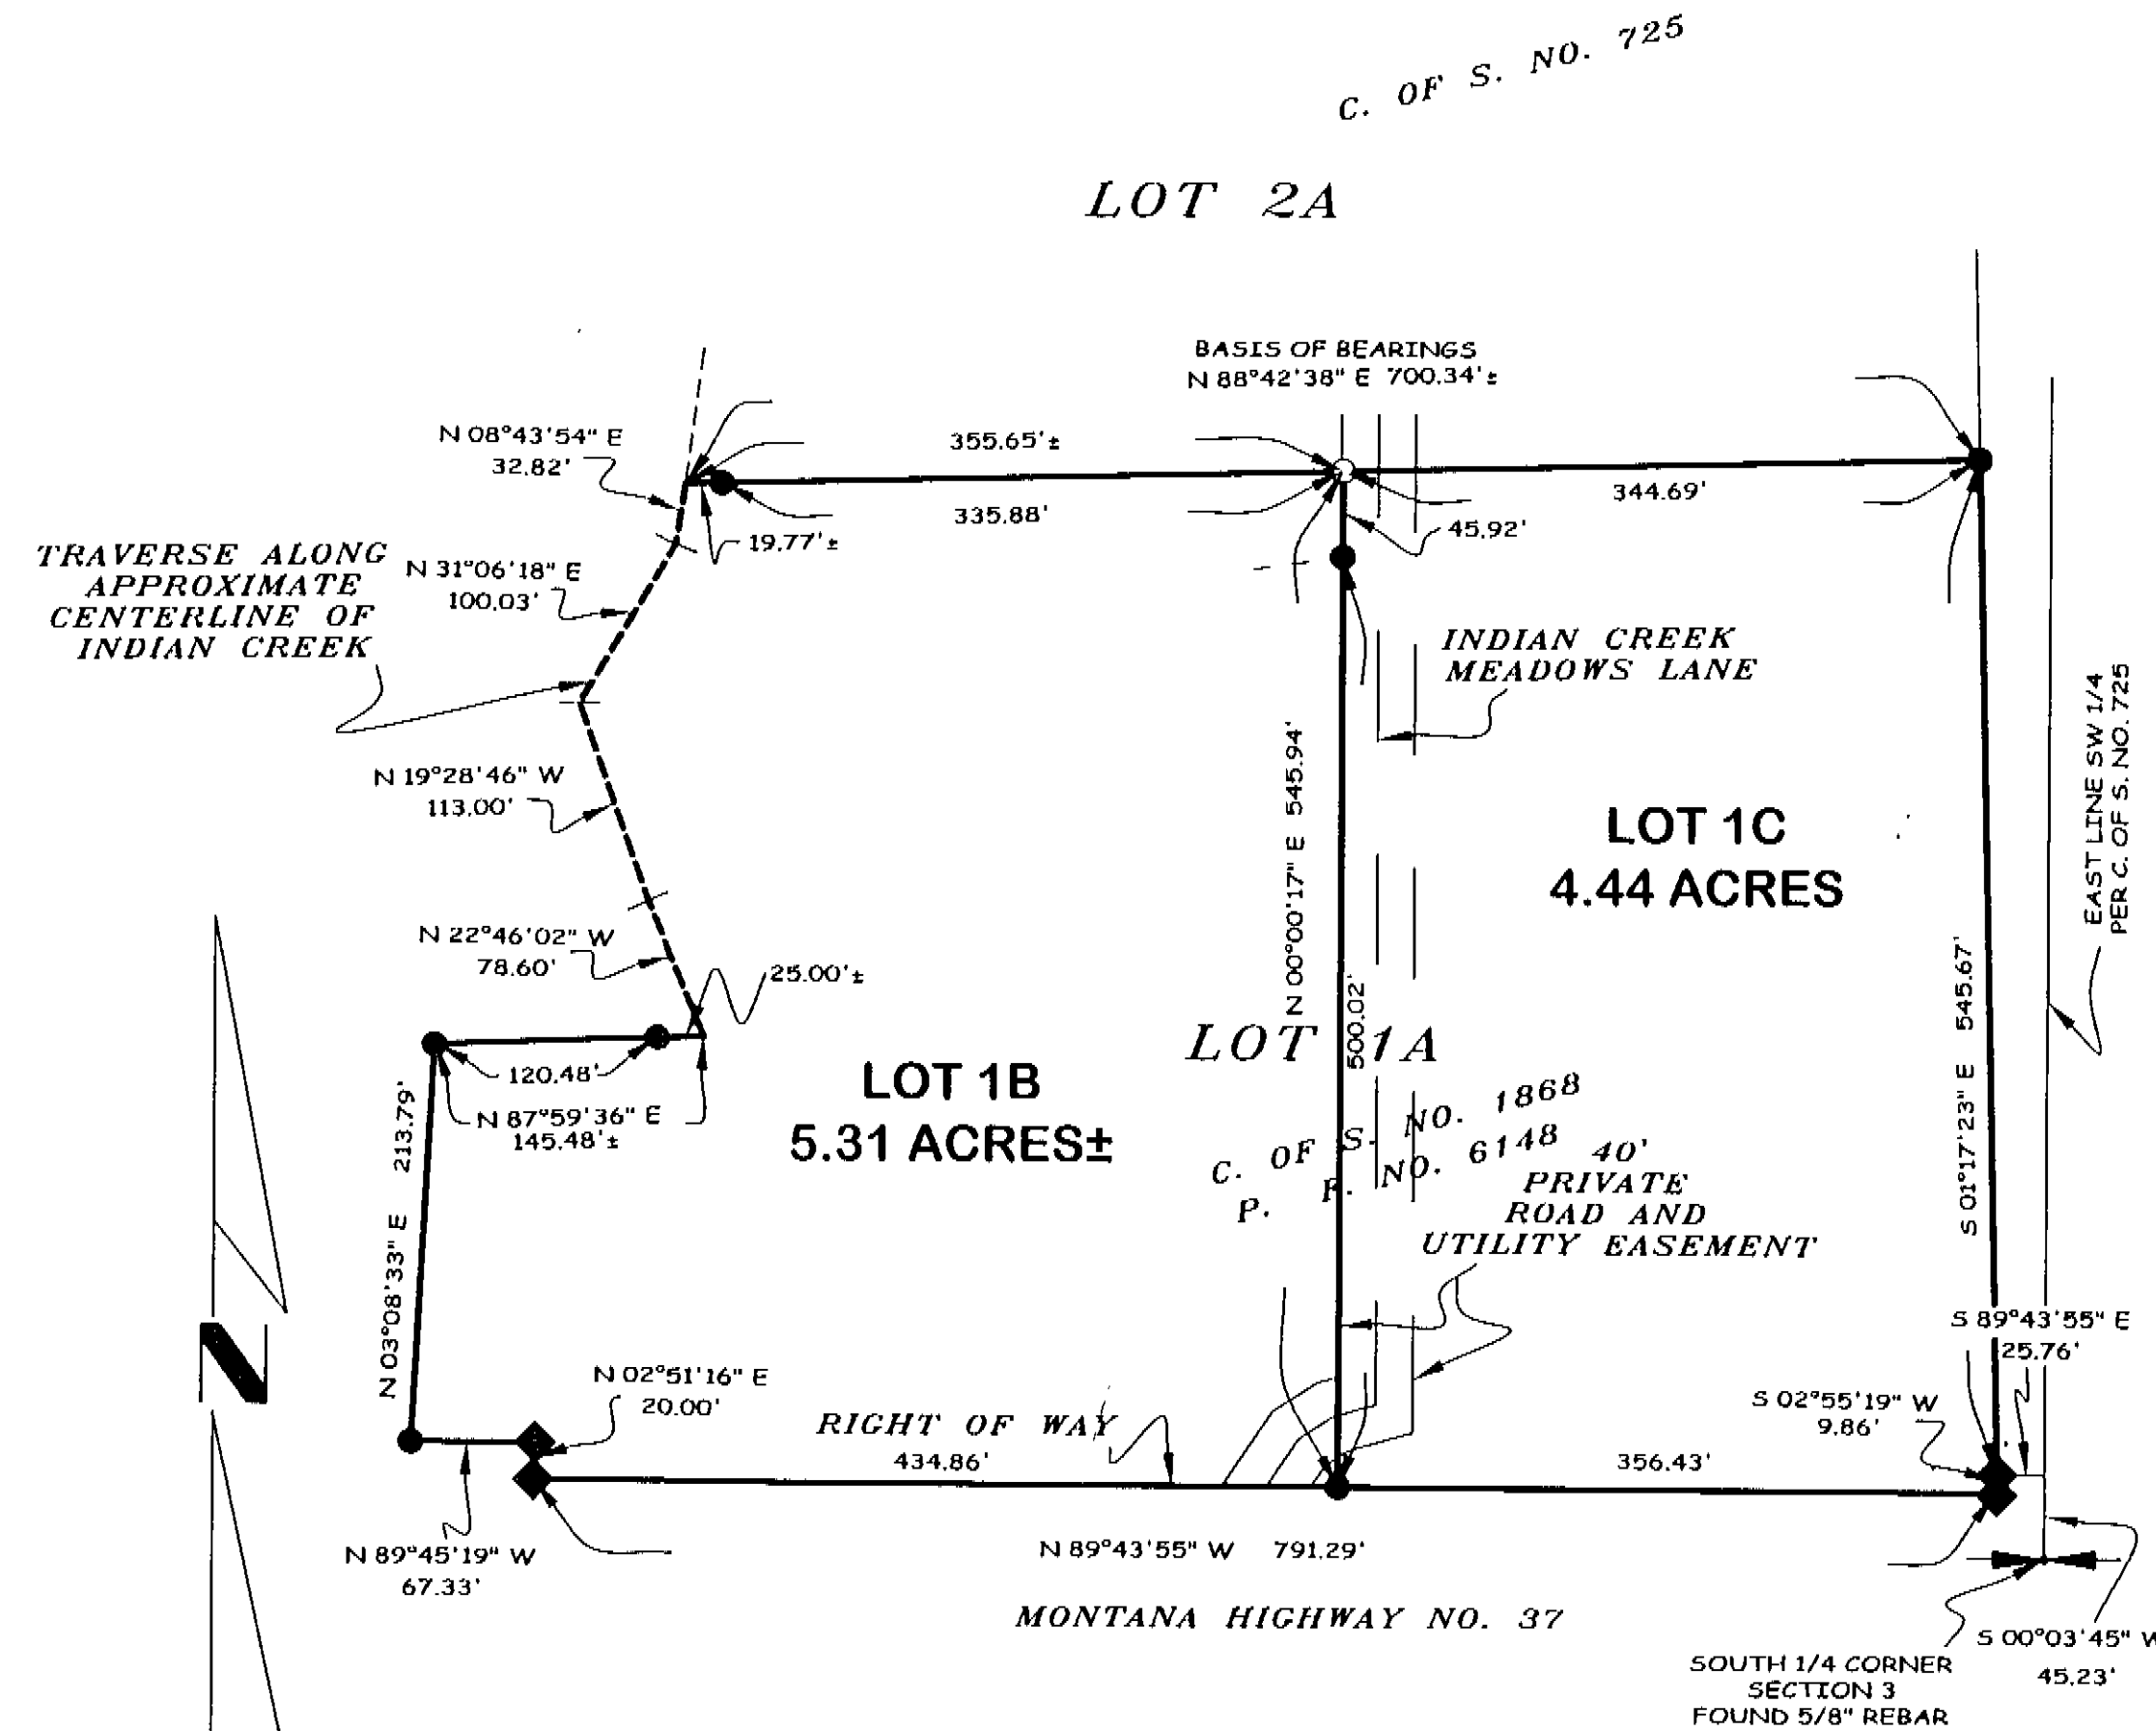 C. OF S. NO. 725
LOT 2A
BASIS OF BEARINGS
N 88°42'38" E 700.34'±
N 08°43'54" E
32.82'
355.65'±
335.88'
19.77'±
344.69'
45.92'
TRAVERSE ALONG
APPROXIMATE
CENTERLINE OF
INDIAN CREEK
N 31°06'18" E
100.03'
INDIAN CREEK
MEADOWS LANE
EAST LINE SW 1/4
PER C. OF S. NO. 725
N 19°28'46" W
113.00'
N 00°00'17" E 545.94'
500.02'
LOT 1C
4.44 ACRES
N 22°46'02" W
78.60'
25.00'±
S 01°17'23" E 545.67'
LOT 1A
120.48'
N 87°59'36" E
145.48'±
LOT 1B
5.31 ACRES±
C. OF S. NO. 1868
P. F. NO. 6148
40'
PRIVATE
ROAD AND
UTILITY EASEMENT
N 03°08'33" E 213.79'
S 89°43'55" E
25.76'
N 02°51'16" E
20.00'
S 02°55'19" W
9.86'
RIGHT OF WAY
434.86'
356.43'
N 89°45'19" W
67.33'
N 89°43'55" W 791.29'
MONTANA HIGHWAY NO. 37
S 00°03'45" W
45.23'
SOUTH 1/4 CORNER
SECTION 3
FOUND 5/8" REBAR
N